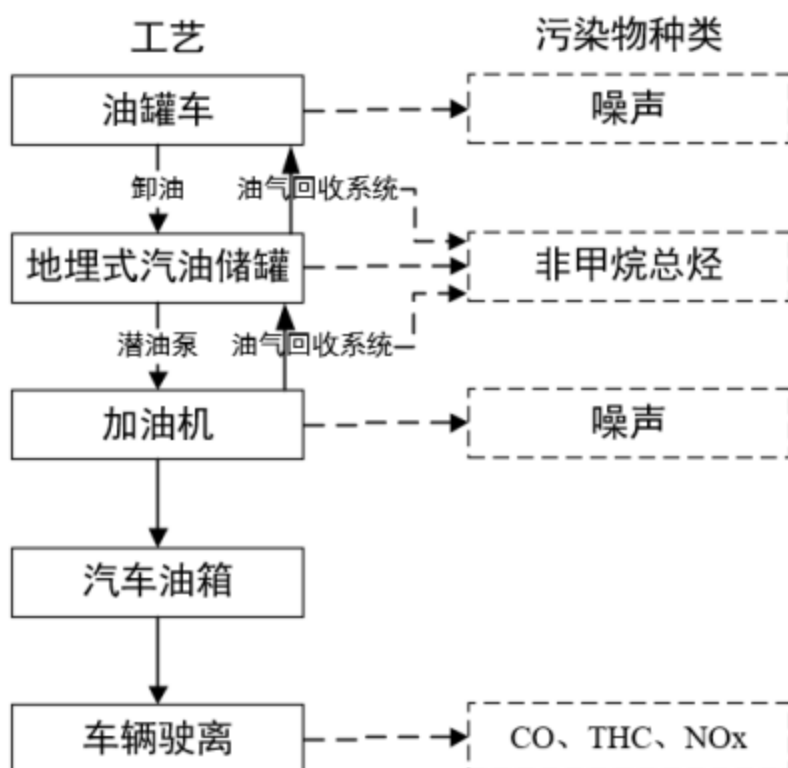 工艺
污染物种类
油罐车
噪声
卸油
油气回收系统
地埋式汽油储罐
非甲烷总烃
潜油泵
油气回收系统
加油机
噪声
汽车油箱
车辆驶离
CO、THC、NOx